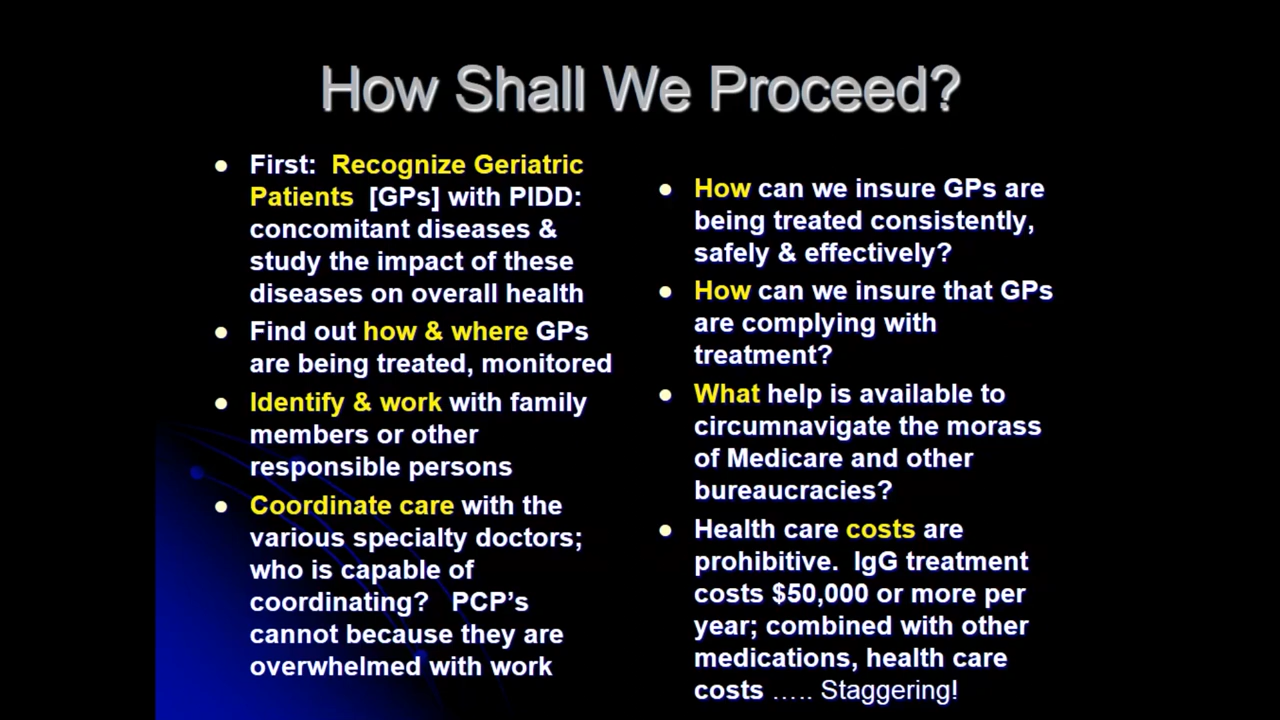 How Shall We Proceed?
First: Recognize Geriatric
Patients [GPs] with PIDD:
concomitant diseases &
study the impact of these
diseases on overall health
Find out how & where GPs
are being treated, monitored
Identify & work with family
members or other
responsible persons
Coordinate care with the
various specialty doctors;
who is capable of
coordinating? PCP's
cannot because they are
overwhelmed with work
How can we insure GPs are
being treated consistently,
safely & effectively?
How can we insure that GPs
are complying with
treatment?
What help is available to
circumnavigate the morass
of Medicare and other
bureaucracies?
Health care costs are
prohibitive. IgG treatment
costs $50,000 or more per
year; combined with other
medications, health care
costs ….. Staggering!